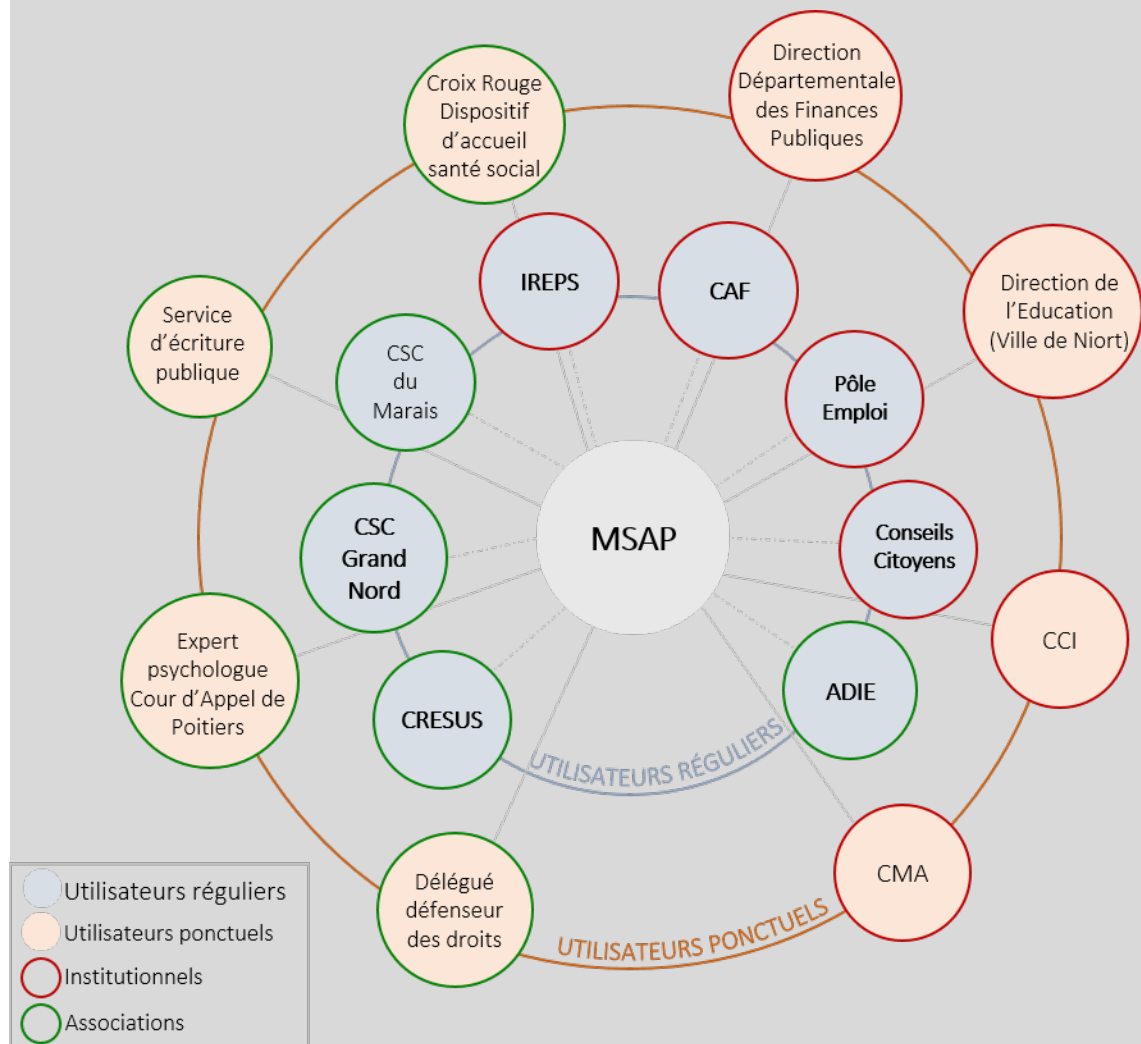 Direction
Départementale
des Finances
Publiques
Croix Rouge
Dispositif
d'accueil
santé social
IREPS
CAF
Direction de
l'Education
(Ville de Niort)
Service
d'écriture
publique
CSC
du
Marais
Pôle
Emploi
MSAP
CSC
Grand
Nord
Conseils
Citoyens
Expert
psychologue
Cour d'Appel de
Poitiers
CCI
CRESUS
ADIE
UTILISATEURS RÉGULIERS
Délégué
défenseur
des droits
CMA
UTILISATEURS PONCTUELS
Utilisateurs réguliers
Utilisateurs ponctuels
Institutionnels
Associations